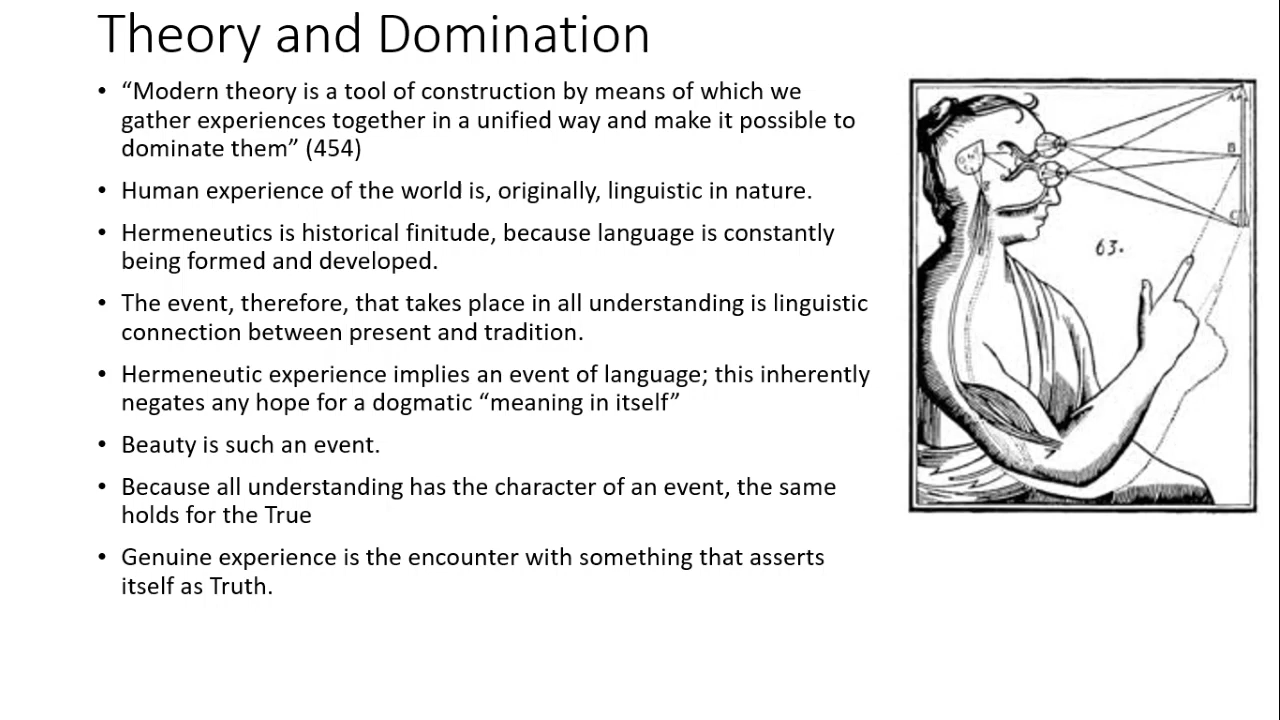 Theory and Domination
• “Modern theory is a tool of construction by means of which we
gather experiences together in a unified way and make it possible to
dominate them” (454)
• Human experience of the world is, originally, linguistic in nature.
• Hermeneutics is historical finitude, because language is constantly
being formed and developed.
• The event, therefore, that takes place in all understanding is linguistic
connection between present and tradition.
• Hermeneutic experience implies an event of language; this inherently
negates any hope for a dogmatic “meaning in itself”
• Beauty is such an event.
• Because all understanding has the character of an event, the same
holds for the True
• Genuine experience is the encounter with something that asserts
itself as Truth.
B
63.